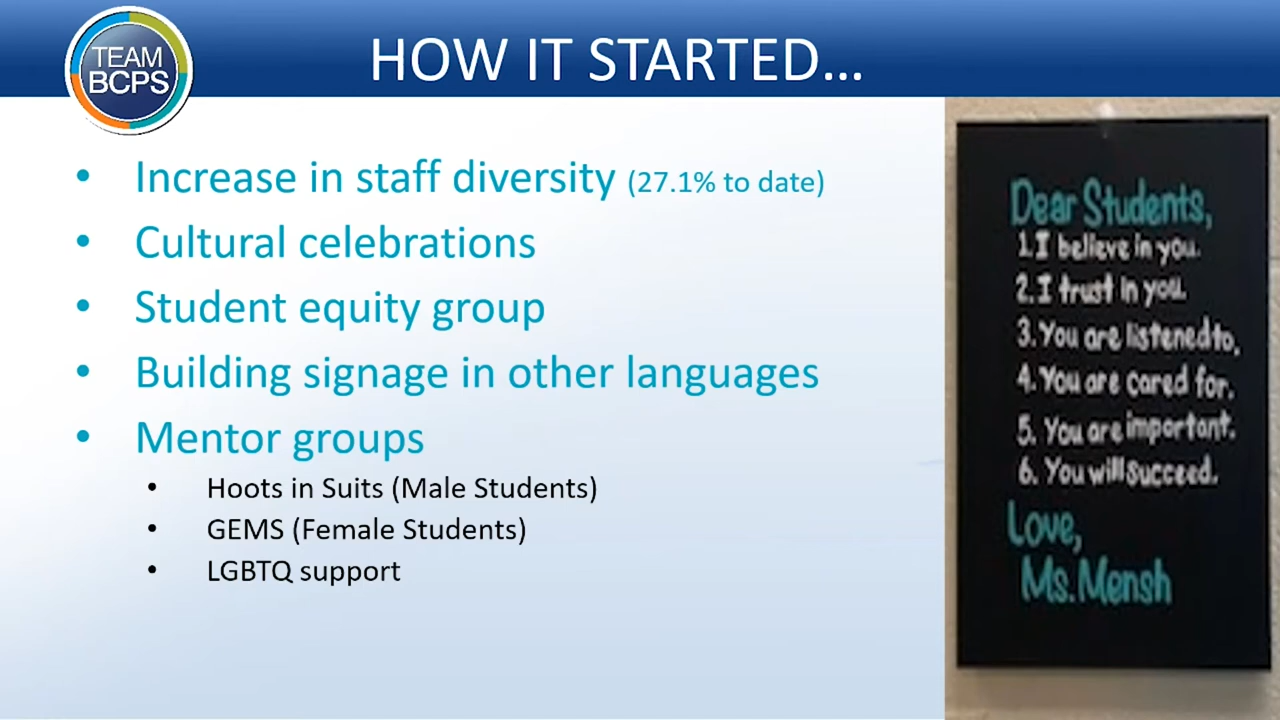 TEAM
BCPS
HOW IT STARTED...
• Increase in staff diversity (27.1% to date)
• Cultural celebrations
• Student equity group
• Building signage in other languages
• Mentor groups
• Hoots in Suits (Male Students)
• GEMS (Female Students)
• LGBTQ support
Dear Students,
1. I believe in you.
2. I trust in you.
3. You are listened to.
4. You are cared for.
5. You are important.
6. You will succeed.
Love,
Ms. Mensh